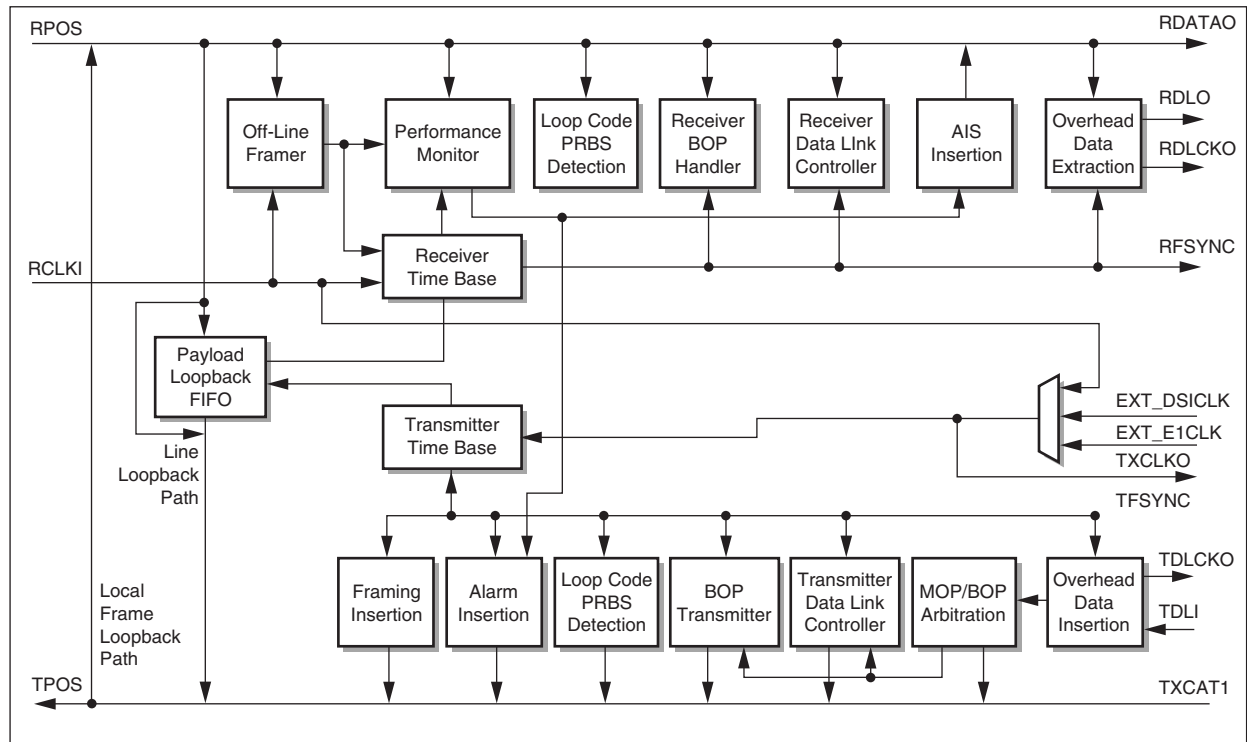 RPOS
RDATAO
Off-Line
Framer
Performance
Monitor
Loop Code
PRBS
Detection
Receiver
BOP
Handler
Receiver
Data LInk
Controller
AIS
Insertion
Overhead
Data
Extraction
RDLO
RDLCKO
RCLKI
Receiver
Time Base
RFSYNC
Payload
Loopback
FIFO
Transmitter
Time Base
EXT_DSICLK
EXT_E1CLK
TXCLKO
TFSYNC
Line
Loopback
Path
Framing
Insertion
Alarm
Insertion
Loop Code
PRBS
Detection
BOP
Transmitter
Transmitter
Data Link
Controller
MOP/BOP
Arbitration
Overhead
Data
Insertion
TDLCKO
TDLI
Local
Frame
Loopback
Path
TPOS
TXCAT1